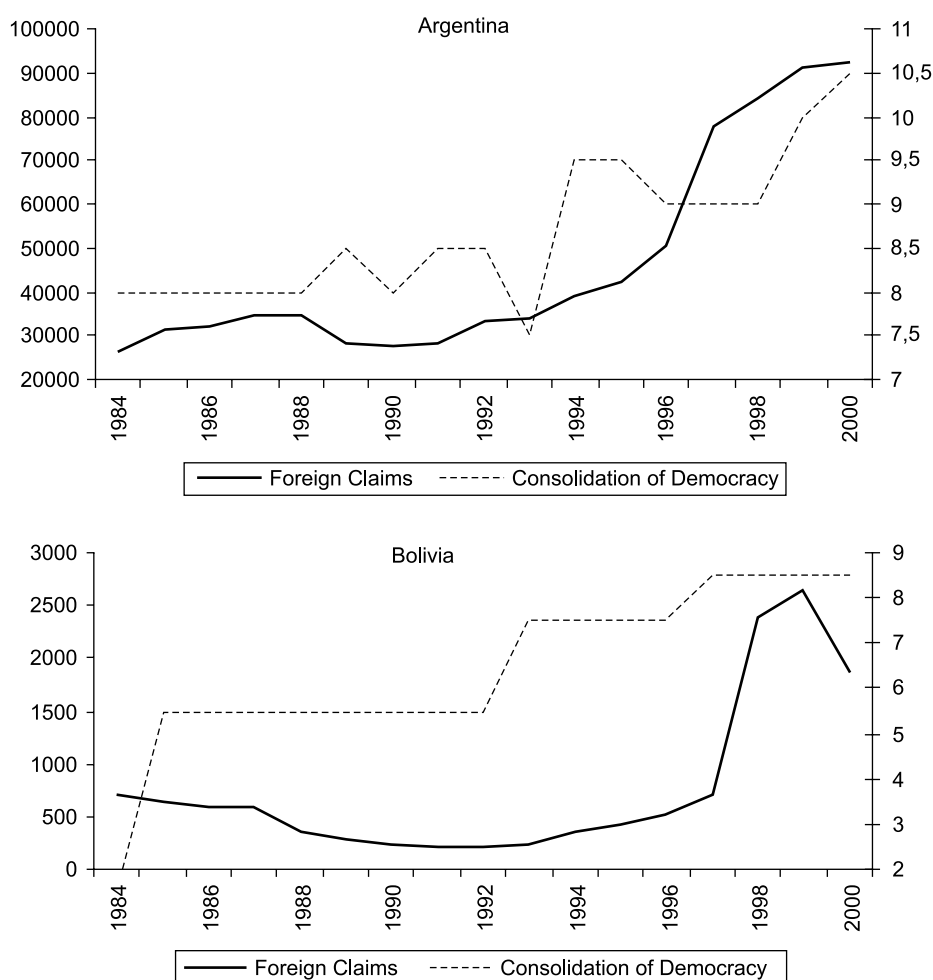 Argentina
100000 11
90000 10,5
80000 10
70000 9,5
60000 9
50000 8,5
40000 8
30000 7,5
20000 7
1984 1986 1988 1990 1992 1994 1996 1998 2000
Foreign Claims Consolidation of Democracy
Bolivia
3000 9
2500 8
2000 7
1500 6
1000 5
500 4
0 3
2
1984 1986 1988 1990 1992 1994 1996 1998 2000
Foreign Claims Consolidation of Democracy